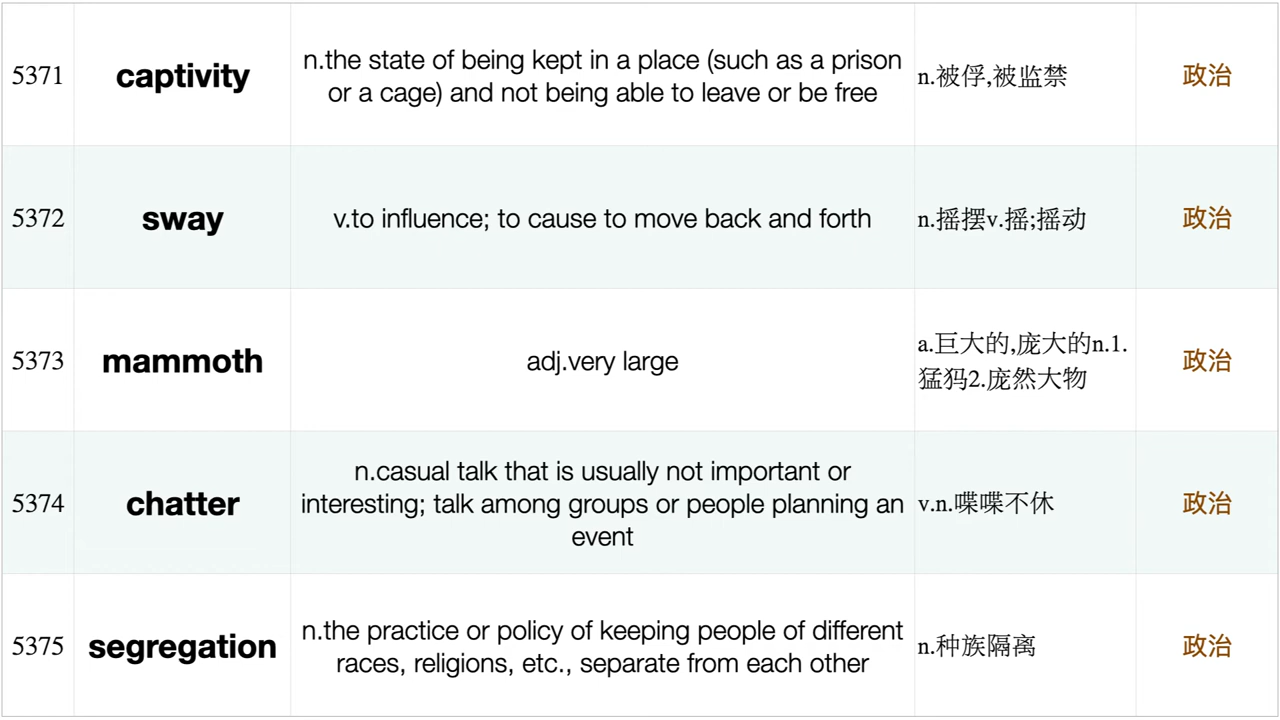 5371 captivity n.the state of being kept in a place (such as a prison or a cage) and not being able to leave or be free n.被俘,被监禁 政治
5372 sway v.to influence; to cause to move back and forth n.摇摆v.摇;摇动 政治
5373 mammoth adj.very large a.巨大的,庞大的n.1.猛犸2.庞然大物 政治
5374 chatter n.casual talk that is usually not important or interesting; talk among groups or people planning an event v.n.喋喋不休 政治
5375 segregation n.the practice or policy of keeping people of different races, religions, etc., separate from each other n.种族隔离 政治